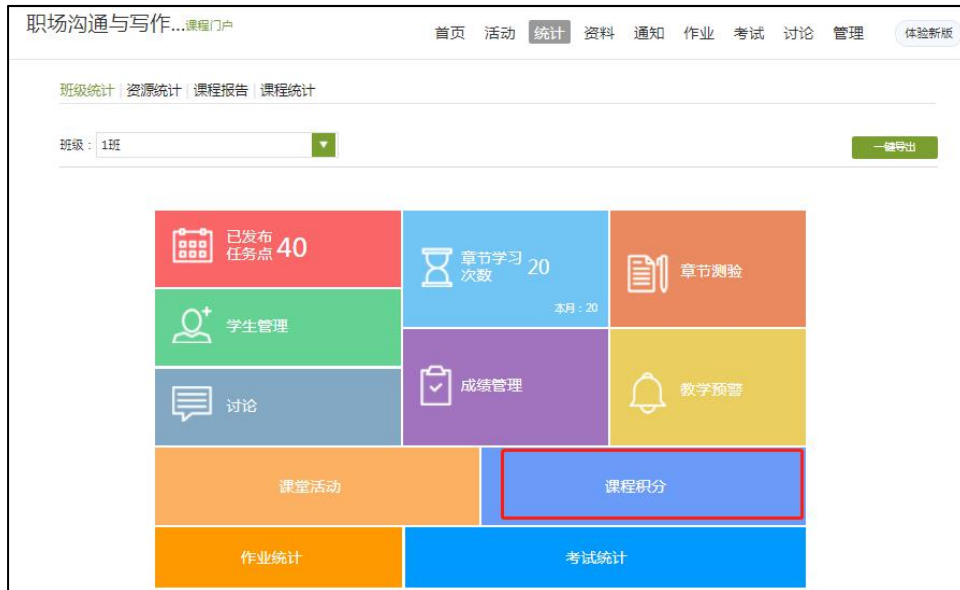 职场沟通与写作...课程门户
首页 活动 统计 资料 通知 作业 考试 讨论 管理 体验新版
班级统计 | 资源统计 | 课程报告 | 课程统计
班级： 1班
一键导出
已发布
任务点 40
章节学习
次数 20
本月：20
章节测验
学生管理
成绩管理
教学预警
讨论
课堂活动
课程积分
作业统计
考试统计